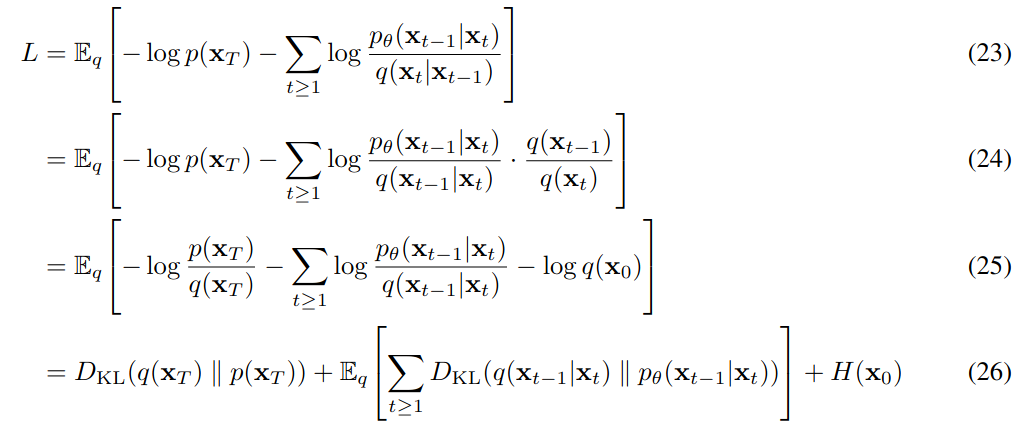 L = 𝔼_q [ −log p(x_T) − ∑_{t≥1} log p_θ(x_{t−1}|x_t) / q(x_t|x_{t−1}) ] (23)
= 𝔼_q [ −log p(x_T) − ∑_{t≥1} log p_θ(x_{t−1}|x_t) / q(x_{t−1}|x_t) · q(x_{t−1}) / q(x_t) ] (24)
= 𝔼_q [ −log p(x_T) / q(x_T) − ∑_{t≥1} log p_θ(x_{t−1}|x_t) / q(x_{t−1}|x_t) − log q(x_0) ] (25)
= D_KL(q(x_T) ∥ p(x_T)) + 𝔼_q [ ∑_{t≥1} D_KL(q(x_{t−1}|x_t) ∥ p_θ(x_{t−1}|x_t)) ] + H(x_0) (26)